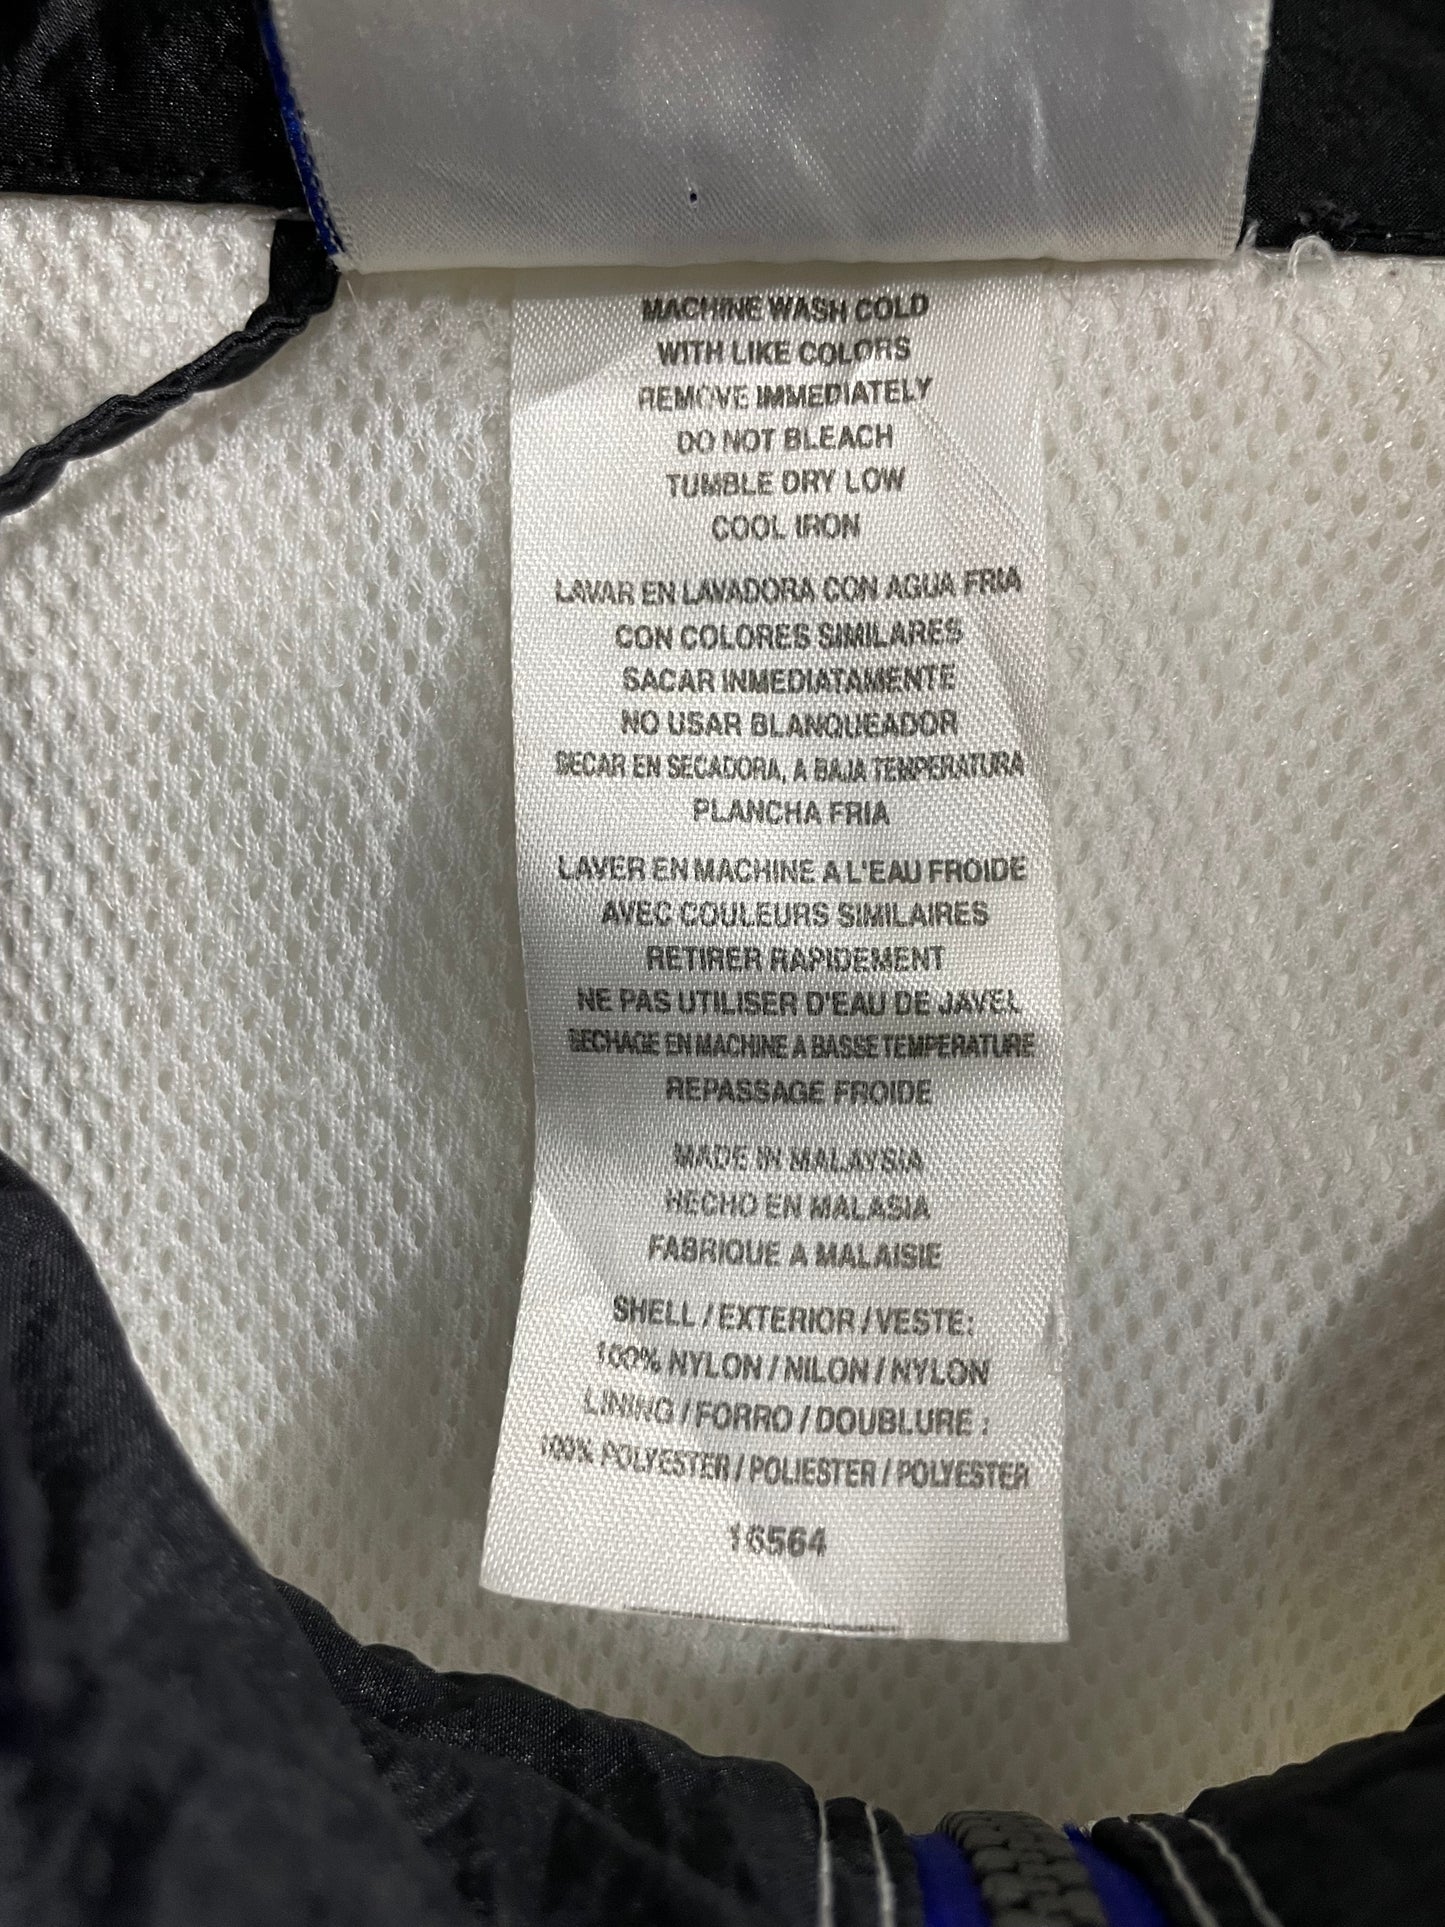 MACHINE WASH COLD
WITH LIKE COLORS
REMOVE IMMEDIATELY
DO NOT BLEACH
TUMBLE DRY LOW
COOL IRON
LAVAR EN LAVADORA CON AGUA FRIA
CON COLORES SIMILARES
SACAR INMEDIATAMENTE
NO USAR BLANQUEADOR
SECAR EN SECADORA, A BAJA TEMPERATURA
PLANCHA FRIA
LAVER EN MACHINE A L'EAU FROIDE
AVEC COULEURS SIMILAIRES
RETIRER RAPIDEMENT
NE PAS UTILISER D'EAU DE JAVEL
SECHAGE EN MACHINE A BASSE TEMPERATURE
REPASSAGE FROIDE
MADE IN MALAYSIA
HECHO EN MALASIA
FABRIQUE A MALAISIE
SHELL / EXTERIOR / VESTE:
100% NYLON / NILON / NYLON
LINING / FORRO / DOUBLURE :
100% POLYESTER / POLIESTER / POLYESTER
16564